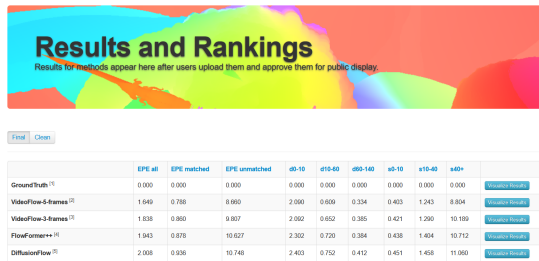 Results and Rankings
Results for methods appear here after users upload them and approve them for public display.
Final Clean
EPE all EPE matched EPE unmatched d0-10 d10-60 d60-140 s0-10 s10-40 s40+
GroundTruth [1] 0.000 0.000 0.000 0.000 0.000 0.000 0.000 0.000 0.000 Visualize Results
VideoFlow-5-frames [2] 1.649 0.788 8.660 2.090 0.609 0.334 0.403 1.243 8.804 Visualize Results
VideoFlow-3-frames [3] 1.838 0.860 9.807 2.092 0.652 0.385 0.421 1.290 10.189 Visualize Results
FlowFormer++ [4] 1.943 0.878 10.627 2.302 0.720 0.384 0.438 1.404 10.712 Visualize Results
DiffusionFlow [5] 2.008 0.936 10.748 2.403 0.752 0.412 0.451 1.458 11.060 Visualize Results